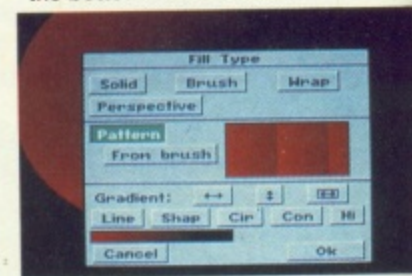 Fill Type
Solid Brush Wrap
Perspective
Pattern
From brush
Gradient:
Line Shap Cir Con Hi
Cancel Ok